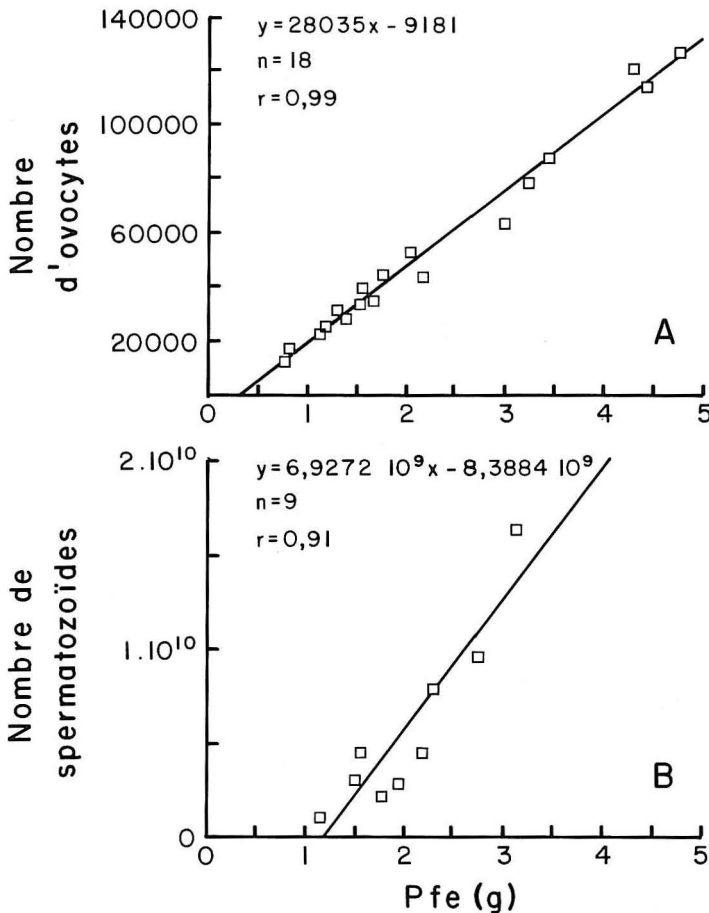 140000
100000
60000
20000
0
Nombre
d'ovocytes
y=28035x - 9181
n=18
r=0,99
A
0 1 2 3 4 5
2.10¹⁰
1.10¹⁰
0
Nombre de
spermatozoïdes
y=6,9272 10⁹x - 8,3884 10⁹
n=9
r=0,91
B
0 1 2 3 4 5
Pfe (g)